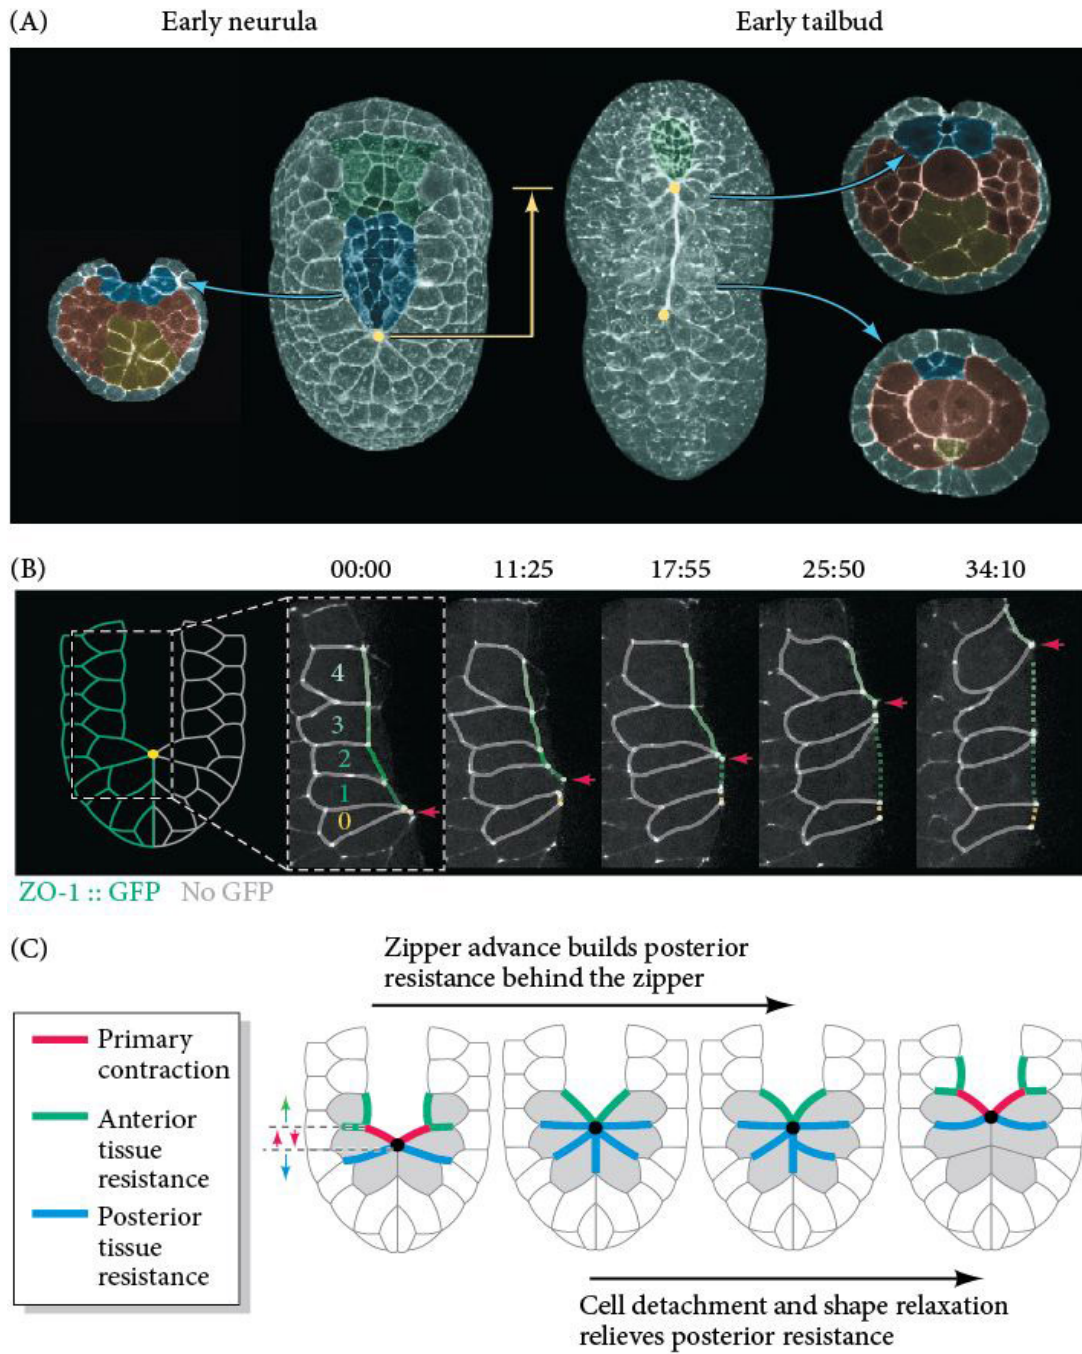 (A)
Early neurula
Early tailbud
(B)
00:00
11:25
17:55
25:50
34:10
4
3
2
1
0
ZO-1 :: GFP No GFP
(C)
Zipper advance builds posterior
resistance behind the zipper
Primary
contraction
Anterior
tissue
resistance
Posterior
tissue
resistance
Cell detachment and shape relaxation
relieves posterior resistance